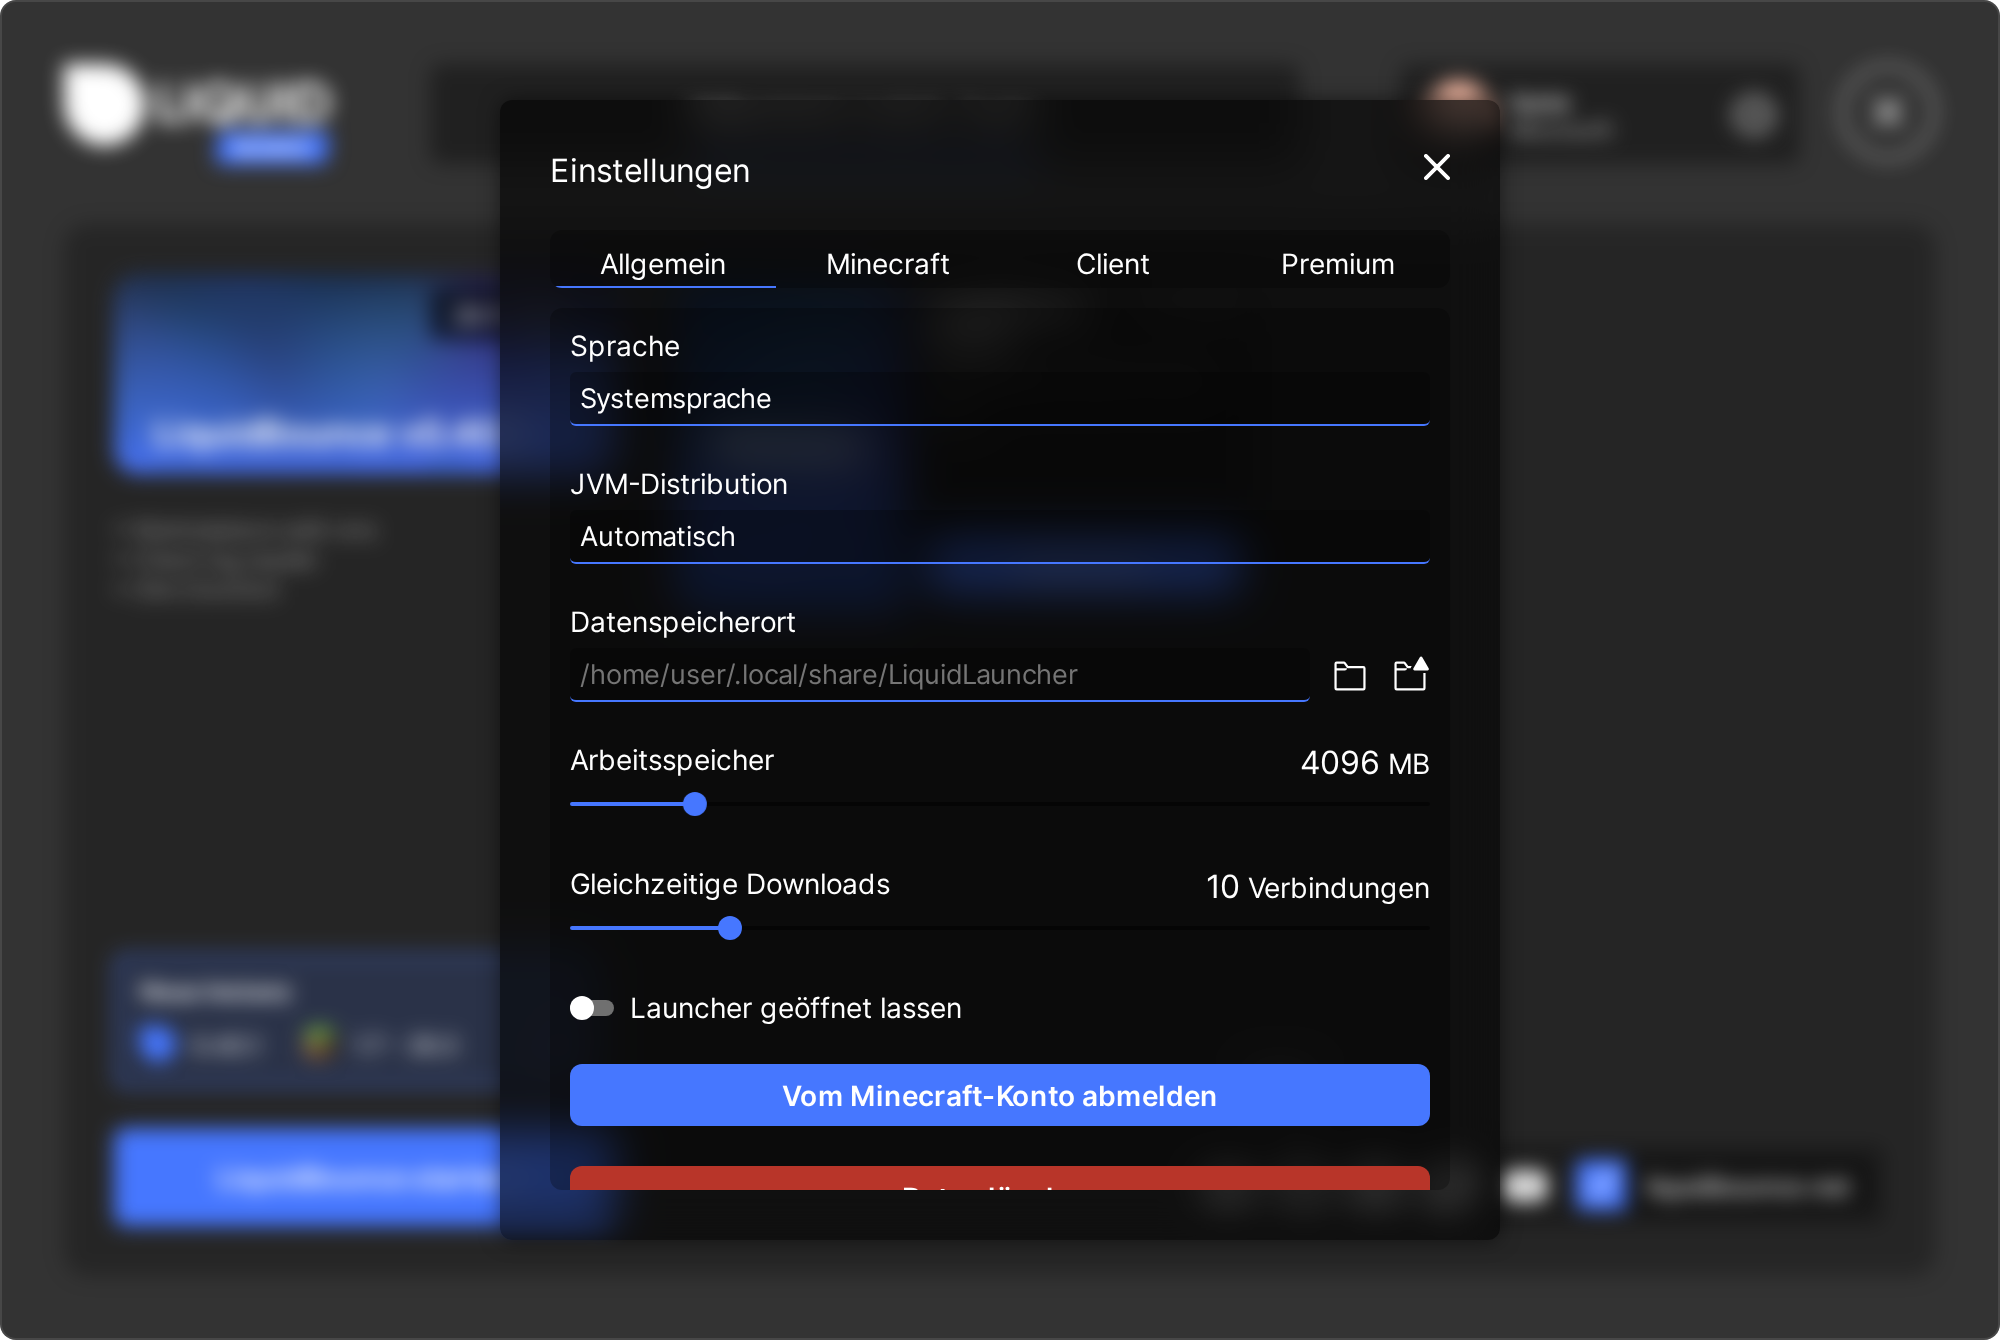 LIQUID
Einstellungen
Allgemein Minecraft Client Premium
Sprache
Systemsprache
JVM-Distribution
Automatisch
Datenspeicherort
/home/user/.local/share/LiquidLauncher
Arbeitsspeicher 4096 MB
Gleichzeitige Downloads 10 Verbindungen
Launcher geöffnet lassen
Vom Minecraft-Konto abmelden